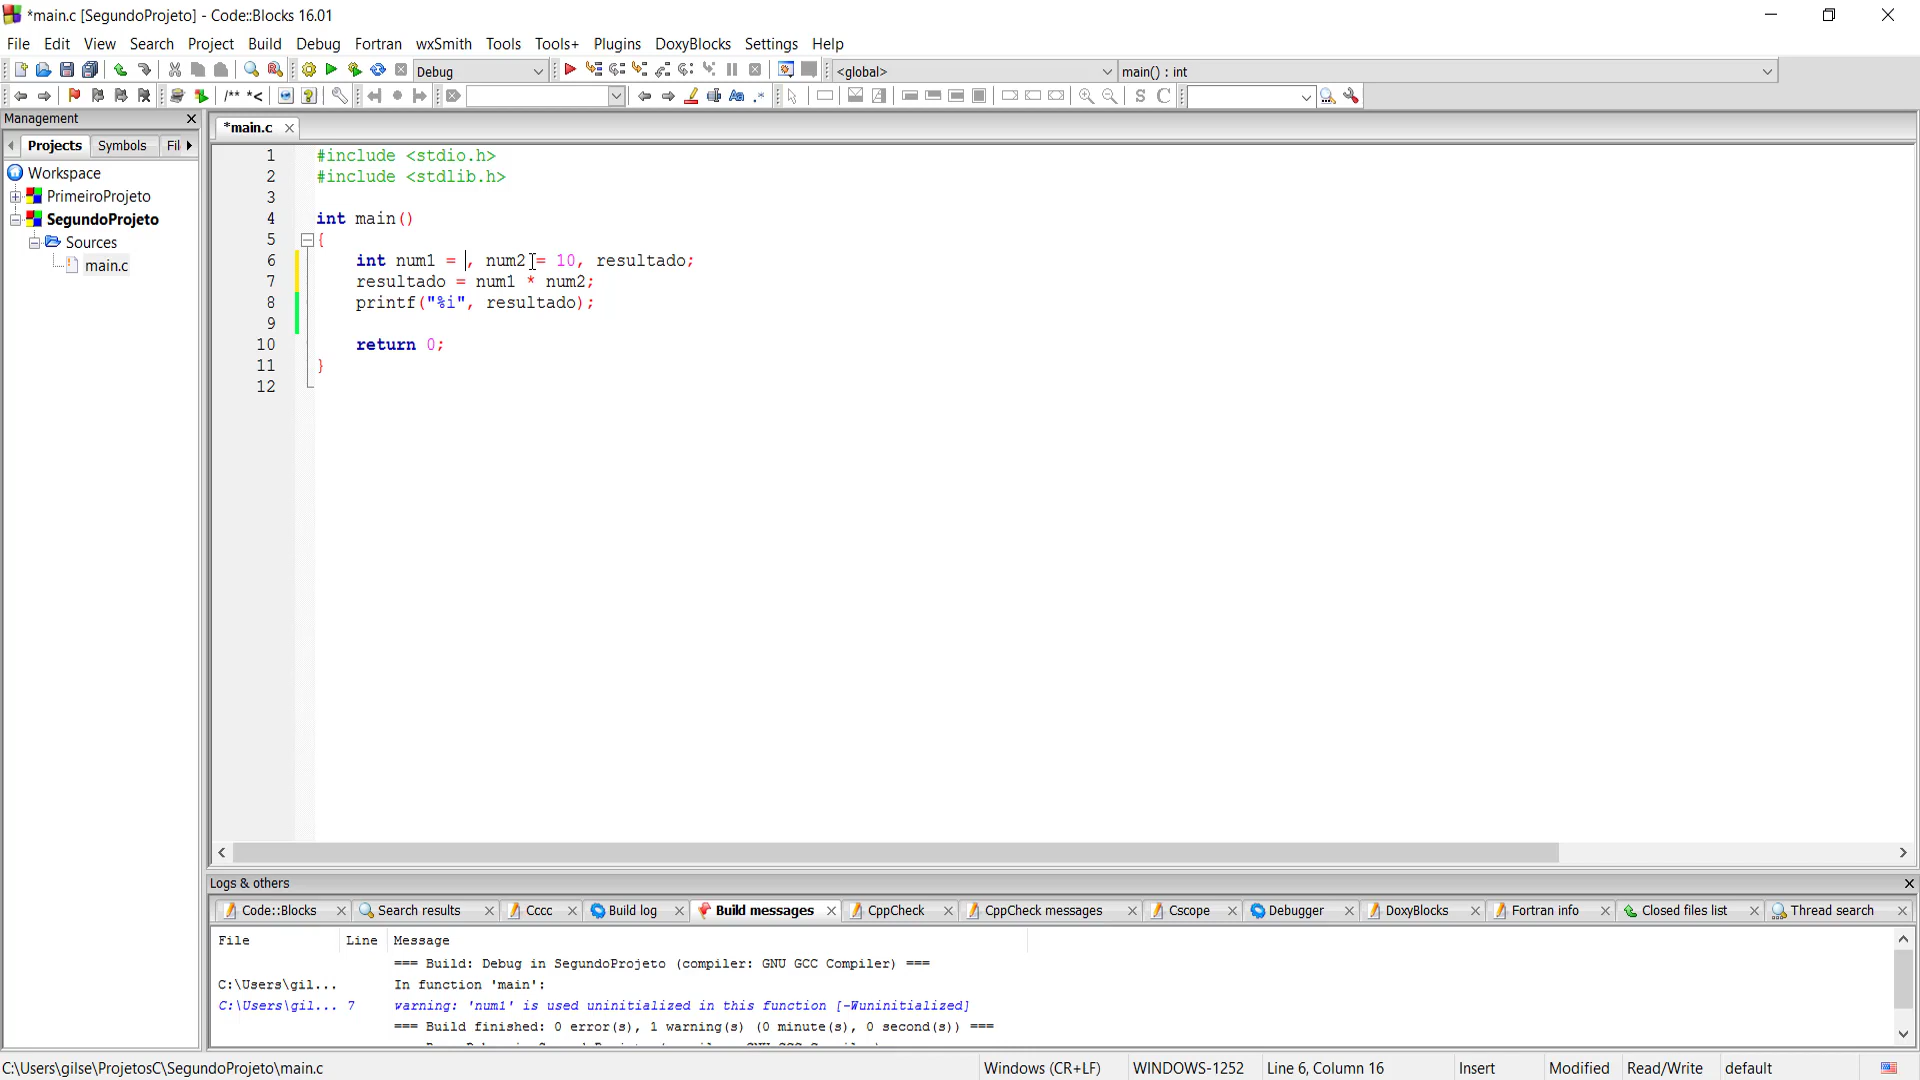 *main.c [SegundoProjeto] - Code::Blocks 16.01
File Edit View Search Project Build Debug Fortran wxSmith Tools Tools+ Plugins DoxyBlocks Settings Help
Debug <global> main() : int
/** *<
S C
Management
Projects Symbols Fil
*main.c
Workspace
PrimeiroProjeto
SegundoProjeto
Sources
main.c
1 #include <stdio.h>
2 #include <stdlib.h>
3
4 int main()
5 {
6 int num1 = , num2 = 10, resultado;
7 resultado = num1 * num2;
8 printf("%i", resultado);
9
10 return 0;
11 }
12
Logs & others
Code::Blocks Search results Cccc Build log Build messages CppCheck CppCheck messages Cscope Debugger DoxyBlocks Fortran info Closed files list Thread search
File Line Message
=== Build: Debug in SegundoProjeto (compiler: GNU GCC Compiler) ===
C:\Users\gil... In function 'main':
C:\Users\gil... 7 warning: 'num1' is used uninitialized in this function [-Wuninitialized]
=== Build finished: 0 error(s), 1 warning(s) (0 minute(s), 0 second(s)) ===
C:\Users\gilse\ProjetosC\SegundoProjeto\main.c Windows (CR+LF) WINDOWS-1252 Line 6, Column 16 Insert Modified Read/Write default